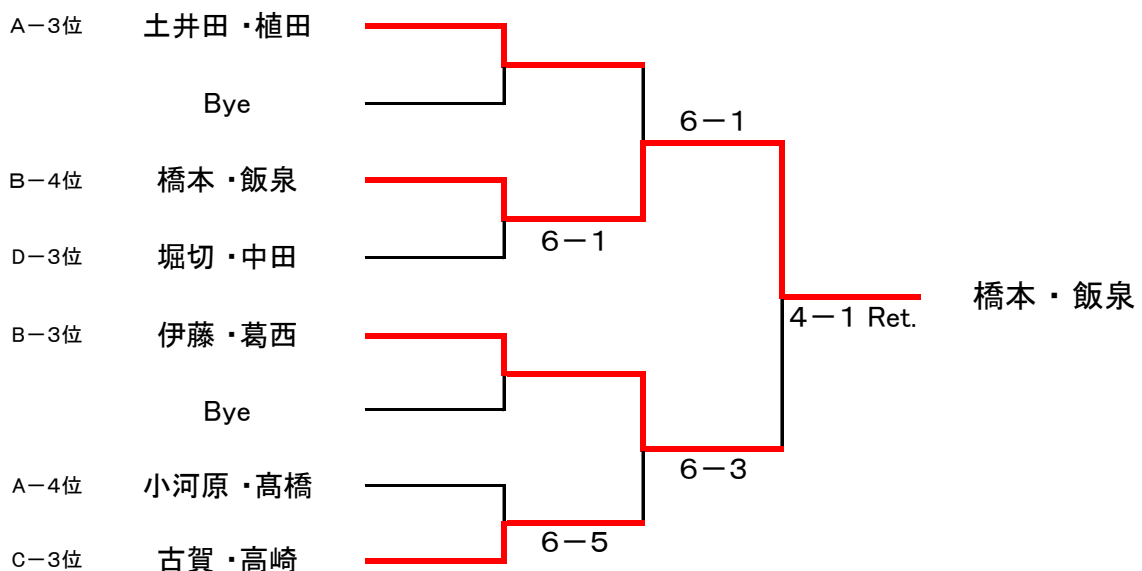 A－3位 土井田・植田
Bye
6－1
B－4位 橋本・飯泉
6－1
D－3位 堀切・中田
橋本・飯泉
4－1 Ret.
B－3位 伊藤・葛西
Bye
6－3
A－4位 小河原・髙橋
6－5
C－3位 古賀・高崎